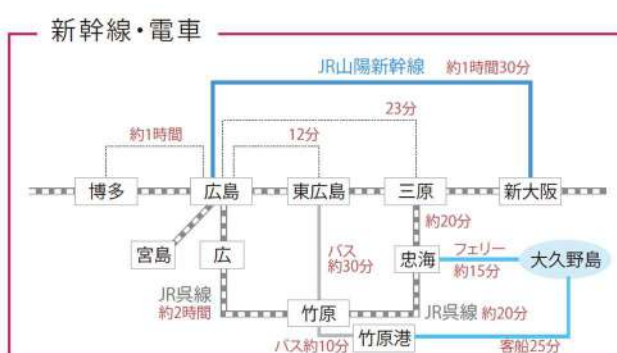 新幹線・電車
JR山陽新幹線 約1時間30分
23分
約1時間
12分
博多
広島
東広島
三原
新大阪
約20分
宮島
広
バス
約30分
忠海
フェリー
約15分
大久野島
JR呉線
約2時間
竹原
JR呉線 約20分
バス約10分
竹原港
客船25分